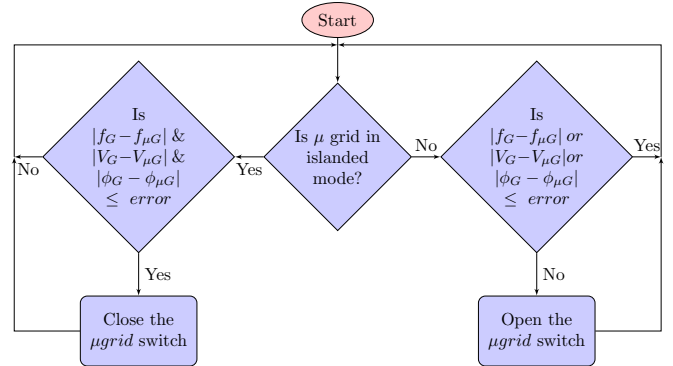 Start
Is
|f_G−f_μG| &
|V_G−V_μG| &
|ϕ_G − ϕ_μG|
≤ error
Is μ grid in
islanded
mode?
Is
|f_G−f_μG| or
|V_G−V_μG|or
|ϕ_G − ϕ_μG|
≤ error
No
Yes
No
Yes
Yes
No
Close the
μgrid switch
Open the
μgrid switch